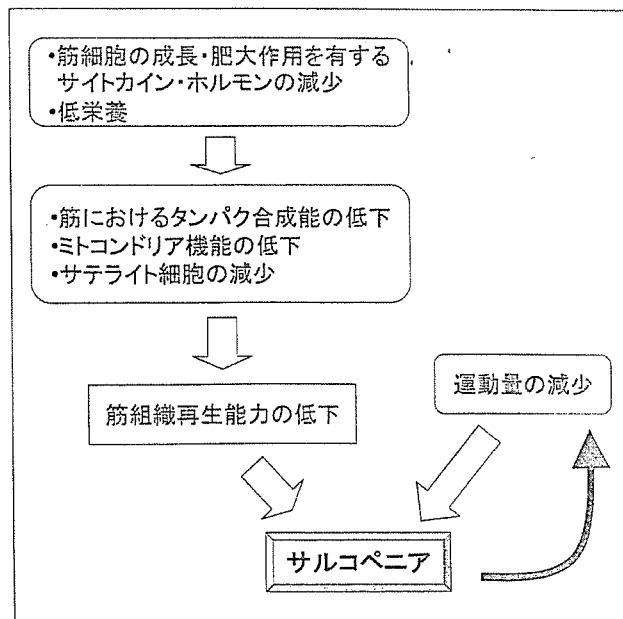 •筋細胞の成長・肥大作用を有する
サイトカイン・ホルモンの減少
•低栄養
•筋におけるタンパク合成能の低下
•ミトコンドリア機能の低下
•サテライト細胞の減少
筋組織再生能力の低下
運動量の減少
サルコペニア